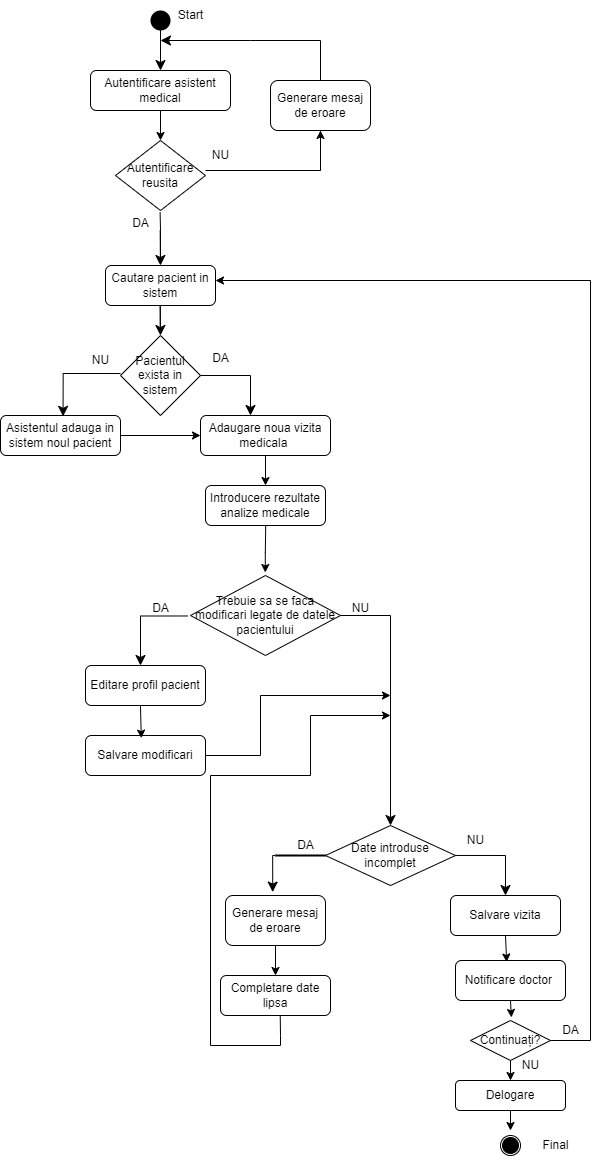 Start
Autentificare asistent
medical
Generare mesaj
de eroare
Autentificare
reusita
NU
DA
Cautare pacient in
sistem
Pacientul
exista in
sistem
NU
DA
Asistentul adauga in
sistem noul pacient
Adaugare noua vizita
medicala
Introducere rezultate
analize medicale
Trebuie sa se faca
modificari legate de datele
pacientului
DA
NU
Editare profil pacient
Salvare modificari
Date introduse
incomplet
DA
NU
Generare mesaj
de eroare
Salvare vizita
Completare date
lipsa
Notificare doctor
Continuați?
DA
NU
Delogare
Final